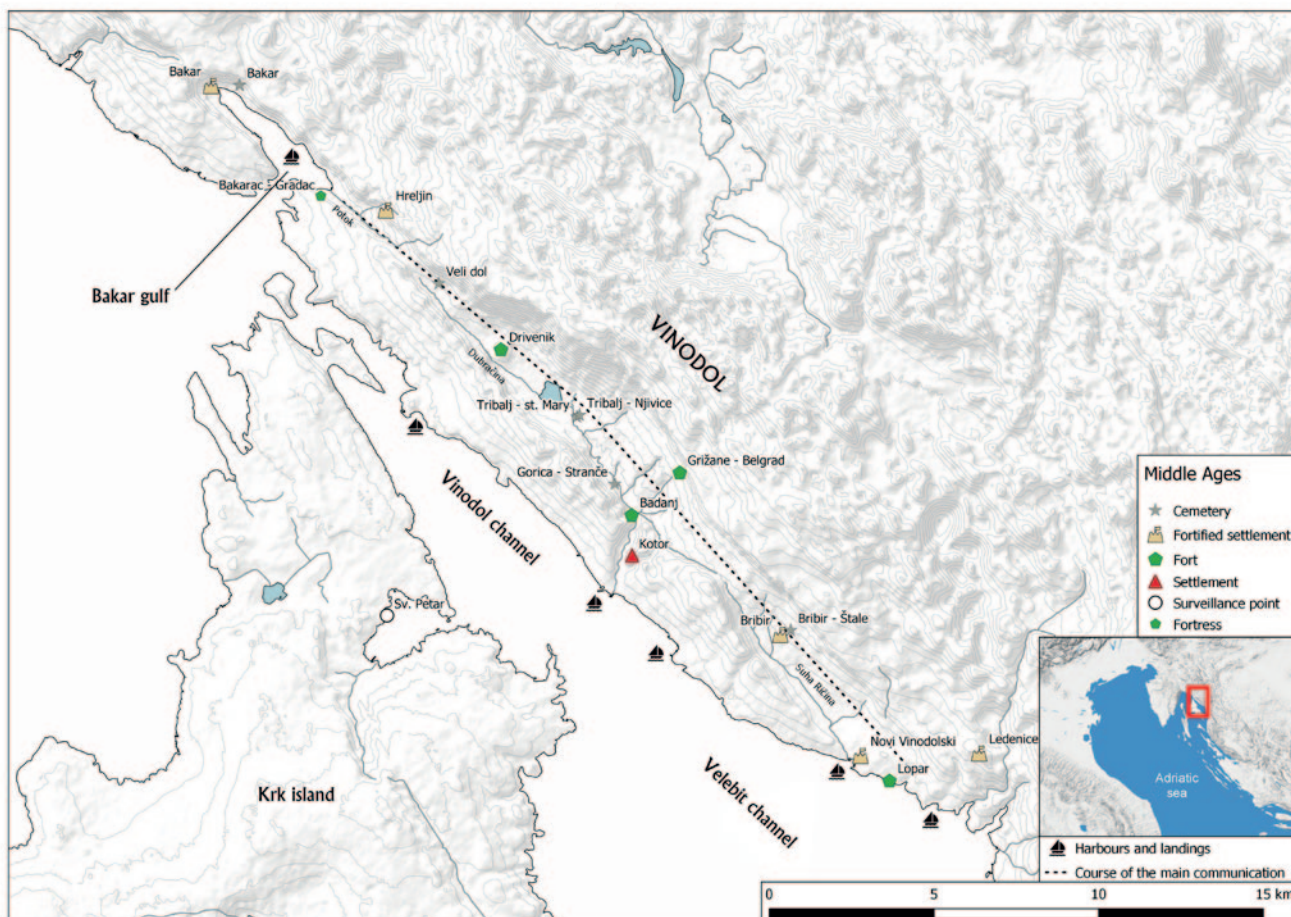 Bakar
Bakar
Bakarac - Gradac
Hreljin
Potok
Bakar gulf
Veli dol
VINODOL
Drivenik
Dubračina
Tribalj - st. Mary
Tribalj - Njivice
Grižane - Belgrad
Gorica - Stranče
Badanj
Kotor
Vinodol channel
Sv. Petar
Bribir
Bribir - Štale
Suha Ričina
Novi Vinodolski
Ledenice
Lopar
Velebit channel
Krk island
Middle Ages
Cemetery
Fortified settlement
Fort
Settlement
Surveillance point
Fortress
Adriatic
sea
Harbours and landings
Course of the main communication
0 5 10 15 km